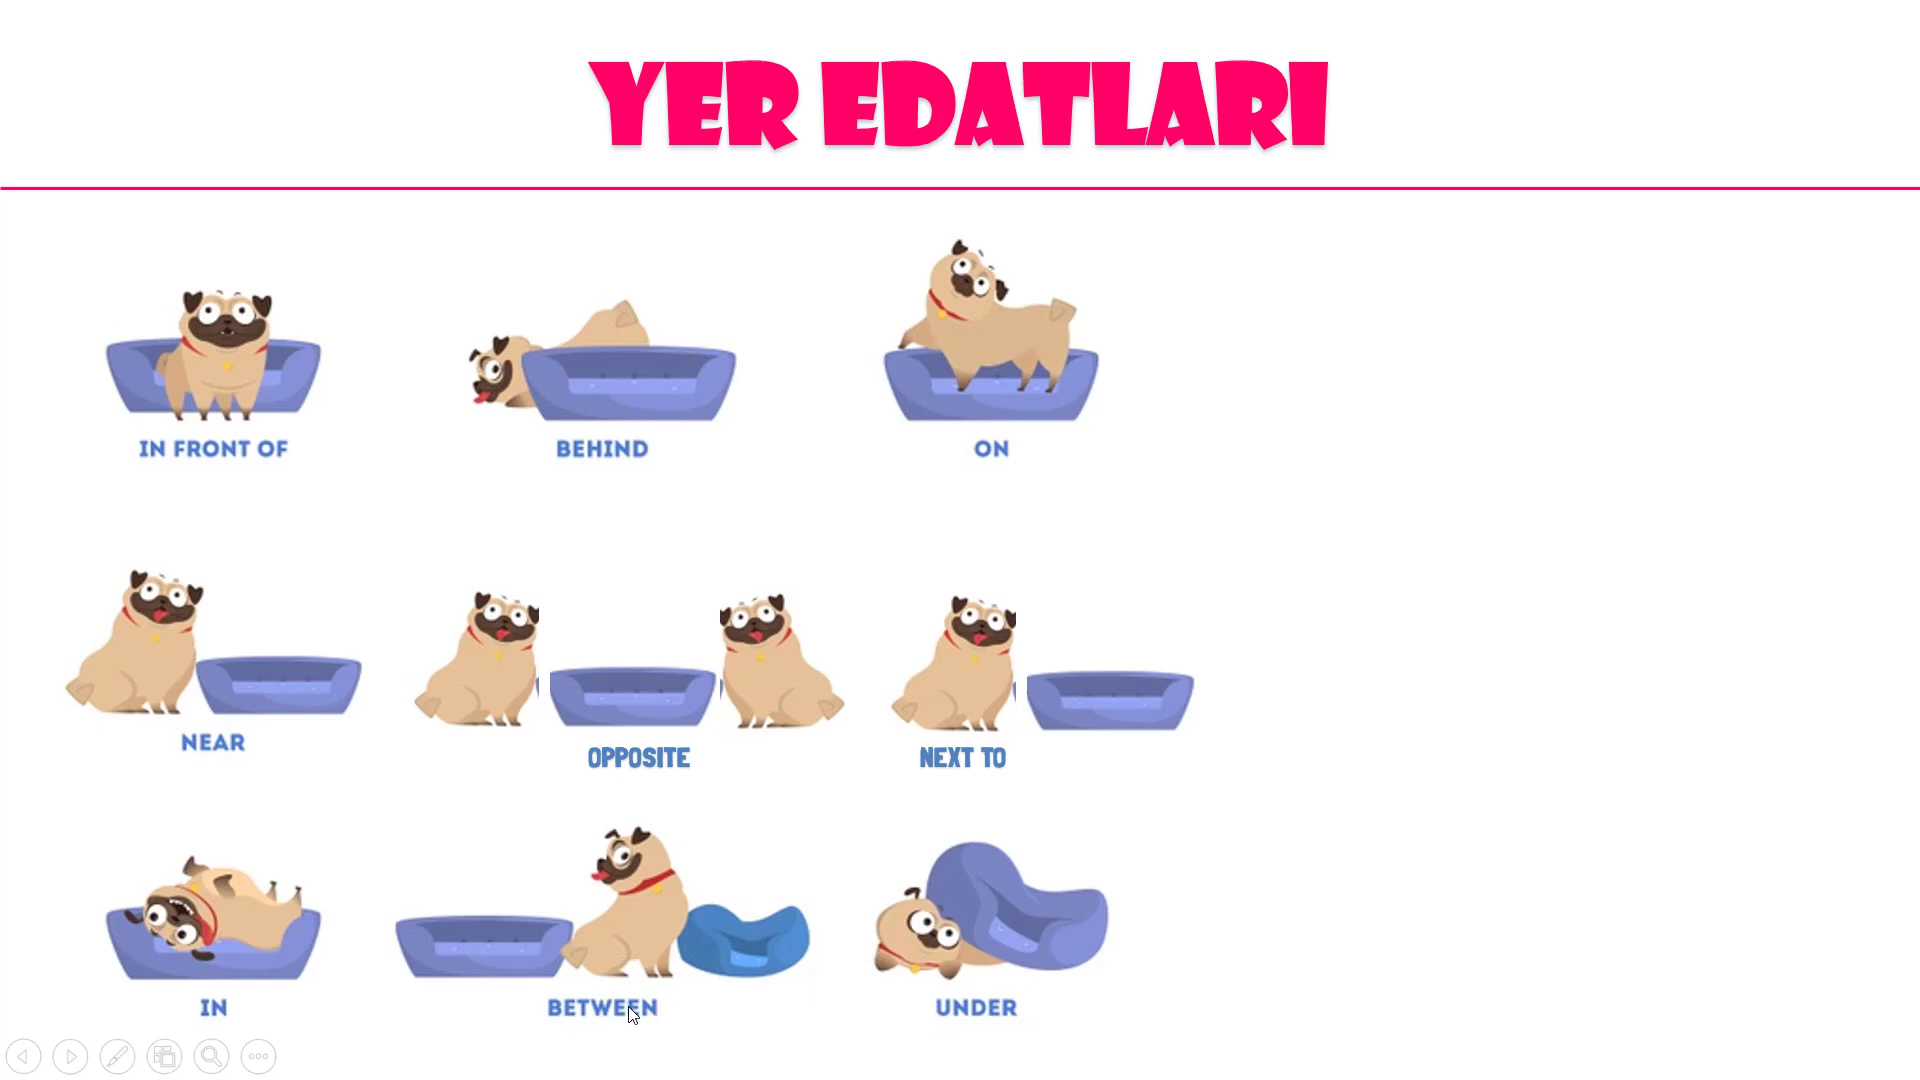 YER EDATLARI
IN FRONT OF
BEHIND
ON
NEAR
OPPOSITE
NEXT TO
IN
BETWEEN
UNDER